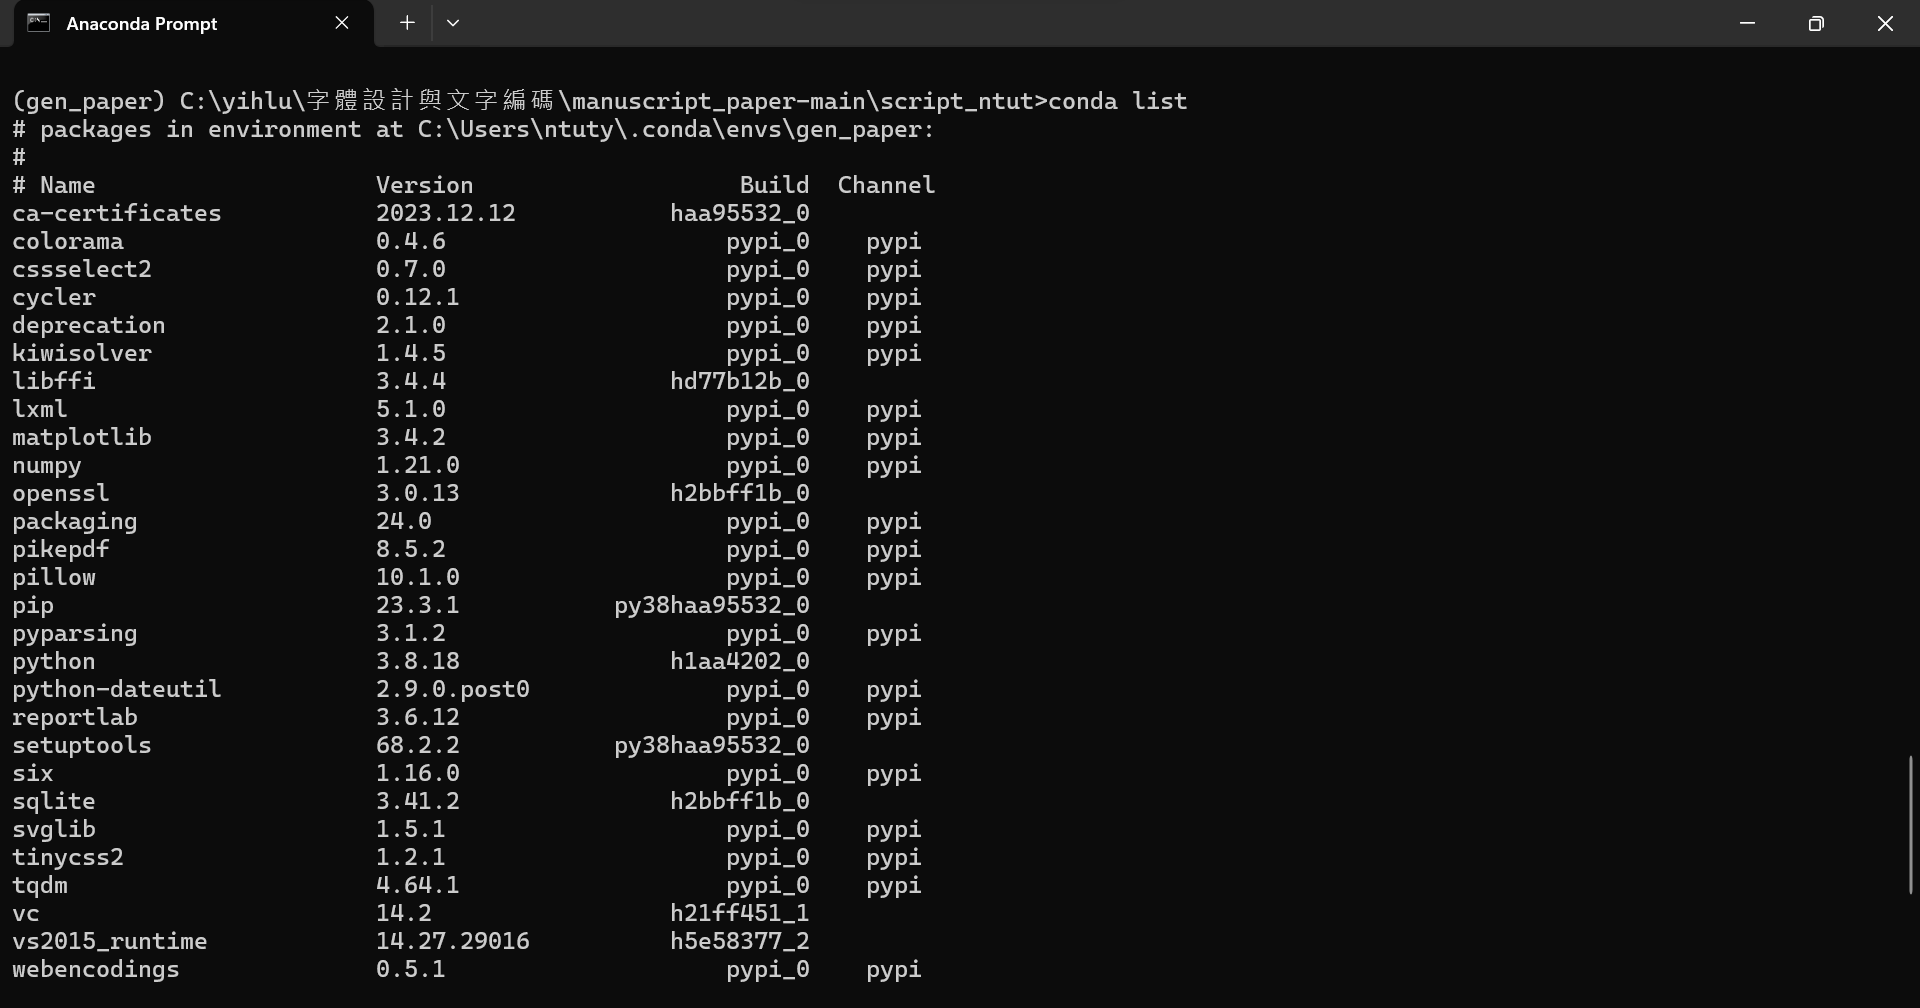 Anaconda Prompt
(gen_paper) C:\yihlu\字體設計與文字編碼\manuscript_paper-main\script_ntut>conda list
# packages in environment at C:\Users\ntuty\.conda\envs\gen_paper:
#
# Name                    Version                   Build  Channel
ca-certificates           2023.12.12           haa95532_0
colorama                  0.4.6                    pypi_0    pypi
cssselect2                0.7.0                    pypi_0    pypi
cycler                    0.12.1                   pypi_0    pypi
deprecation               2.1.0                    pypi_0    pypi
kiwisolver                1.4.5                    pypi_0    pypi
libffi                    3.4.4                hd77b12b_0
lxml                      5.1.0                    pypi_0    pypi
matplotlib                3.4.2                    pypi_0    pypi
numpy                     1.21.0                   pypi_0    pypi
openssl                   3.0.13               h2bbff1b_0
packaging                 24.0                     pypi_0    pypi
pikepdf                   8.5.2                    pypi_0    pypi
pillow                    10.1.0                   pypi_0    pypi
pip                       23.3.1           py38haa95532_0
pyparsing                 3.1.2                    pypi_0    pypi
python                    3.8.18               h1aa4202_0
python-dateutil           2.9.0.post0              pypi_0    pypi
reportlab                 3.6.12                   pypi_0    pypi
setuptools                68.2.2           py38haa95532_0
six                       1.16.0                   pypi_0    pypi
sqlite                    3.41.2               h2bbff1b_0
svglib                    1.5.1                    pypi_0    pypi
tinycss2                  1.2.1                    pypi_0    pypi
tqdm                      4.64.1                   pypi_0    pypi
vc                        14.2                 h21ff451_1
vs2015_runtime            14.27.29016          h5e58377_2
webencodings              0.5.1                    pypi_0    pypi